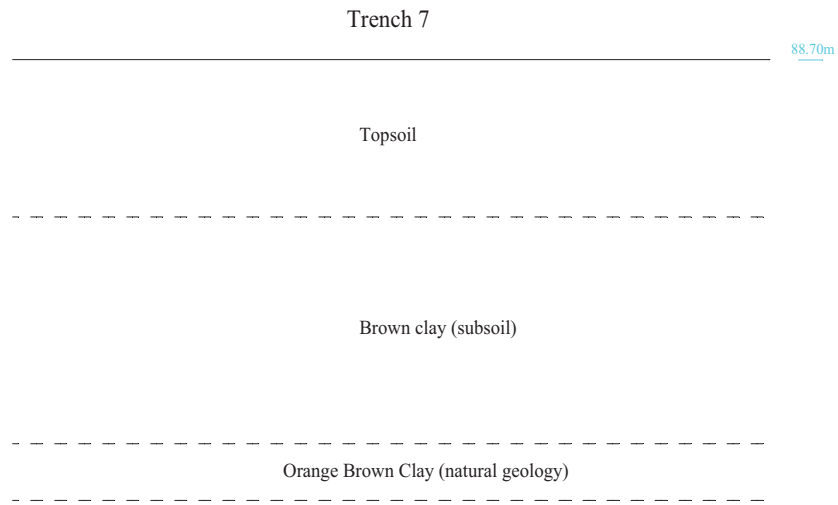 Trench 7
88.70m
Topsoil
Brown clay (subsoil)
Orange Brown Clay (natural geology)